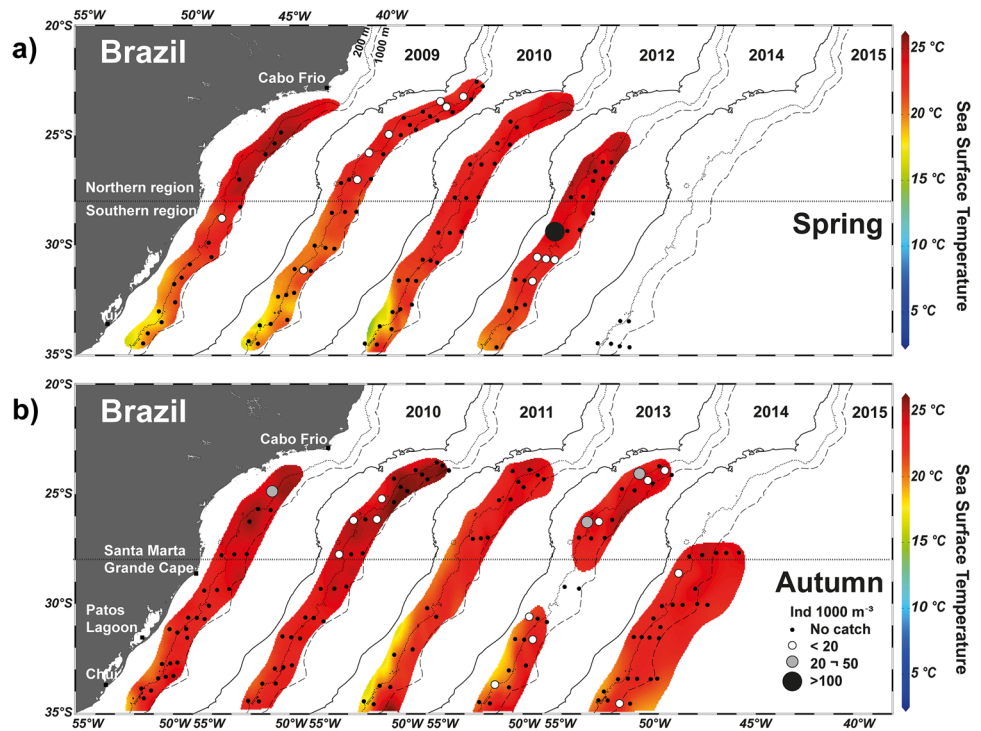 55°W 50°W 45°W 40°W
20°S
a)
Brazil
200 m
1000 m
2009 2010 2012 2014 2015
Cabo Frio
25°S
Northern region
Southern region
Spring
30°S
35°S
25 °C
20 °C
15 °C
10 °C
5 °C
Sea Surface Temperature
20°S
b)
Brazil
2010 2011 2013 2014 2015
Cabo Frio
25°S
Santa Marta
Grande Cape
Autumn
30°S
Patos
Lagoon
Chuí
35°S
Ind 1000 m⁻³
No catch
< 20
20 ¬ 50
>100
25 °C
20 °C
15 °C
10 °C
5 °C
Sea Surface Temperature
55°W 50°W 55°W 50°W 55°W 50°W 55°W 50°W 55°W 50°W 45°W 40°W